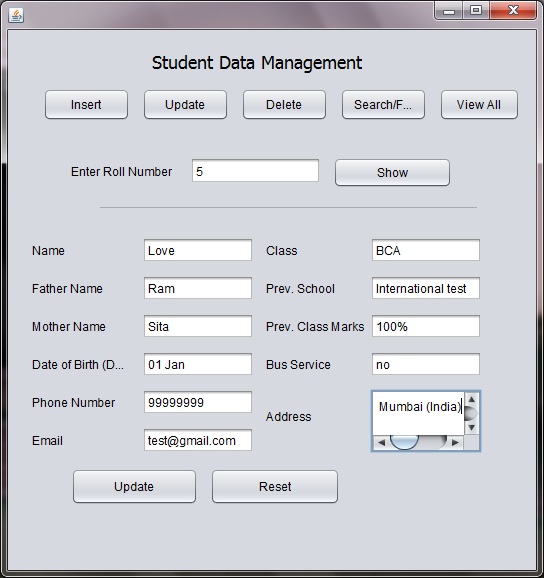 Student Data Management
Insert Update Delete Search/F... View All
Enter Roll Number 5 Show
Name Love Class BCA
Father Name Ram Prev. School International test
Mother Name Sita Prev. Class Marks 100%
Date of Birth (D... 01 Jan Bus Service no
Phone Number 99999999 Address Mumbai (India)
Email test@gmail.com
Update Reset